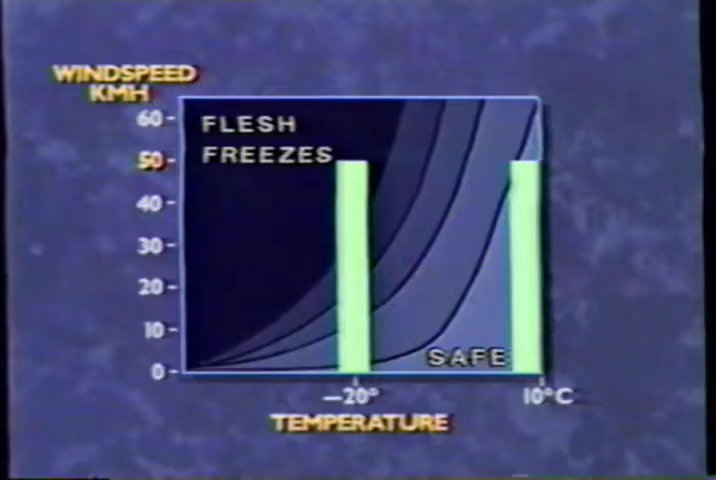 WINDSPEED
KMH
60
FLESH
FREEZES
50
40
30
20
10
0
SAFE
–20°
10°C
TEMPERATURE